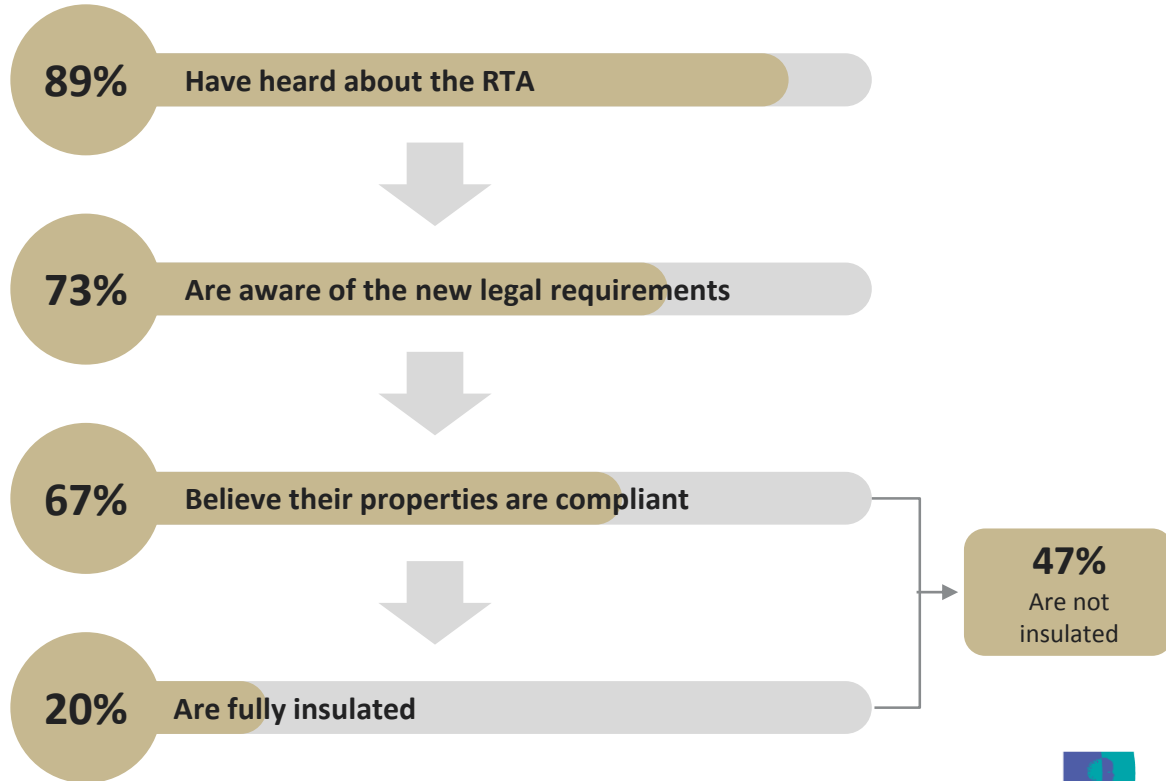 89%
Have heard about the RTA
73%
Are aware of the new legal requirements
67%
Believe their properties are compliant
47%
Are not
insulated
20%
Are fully insulated